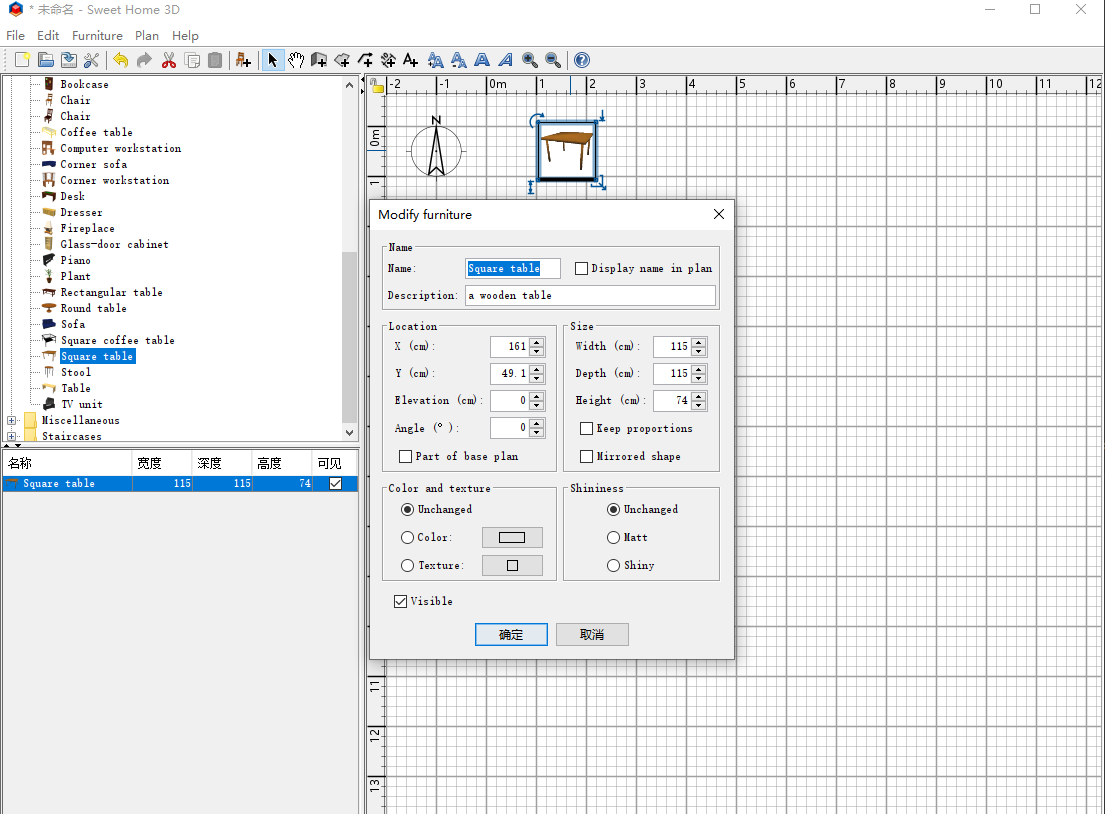 * 未命名 - Sweet Home 3D
File Edit Furniture Plan Help
Bookcase
Chair
Chair
Coffee table
Computer workstation
Corner sofa
Corner workstation
Desk
Dresser
Fireplace
Glass-door cabinet
Piano
Plant
Rectangular table
Round table
Sofa
Square coffee table
Square table
Stool
Table
TV unit
Miscellaneous
Staircases
名称 宽度 深度 高度 可见
Square table 115 115 74
-2 -1 0m 1 2 3 4 5 6 7 8 9 10 11 12
0m
1
11
12
13
N
Modify furniture
Name
Name: Square table Display name in plan
Description: a wooden table
Location
X (cm): 161
Y (cm): 49.1
Elevation (cm): 0
Angle (° ): 0
Part of base plan
Size
Width (cm): 115
Depth (cm): 115
Height (cm): 74
Keep proportions
Mirrored shape
Color and texture
Unchanged
Color:
Texture:
Shininess
Unchanged
Matt
Shiny
Visible
确定 取消